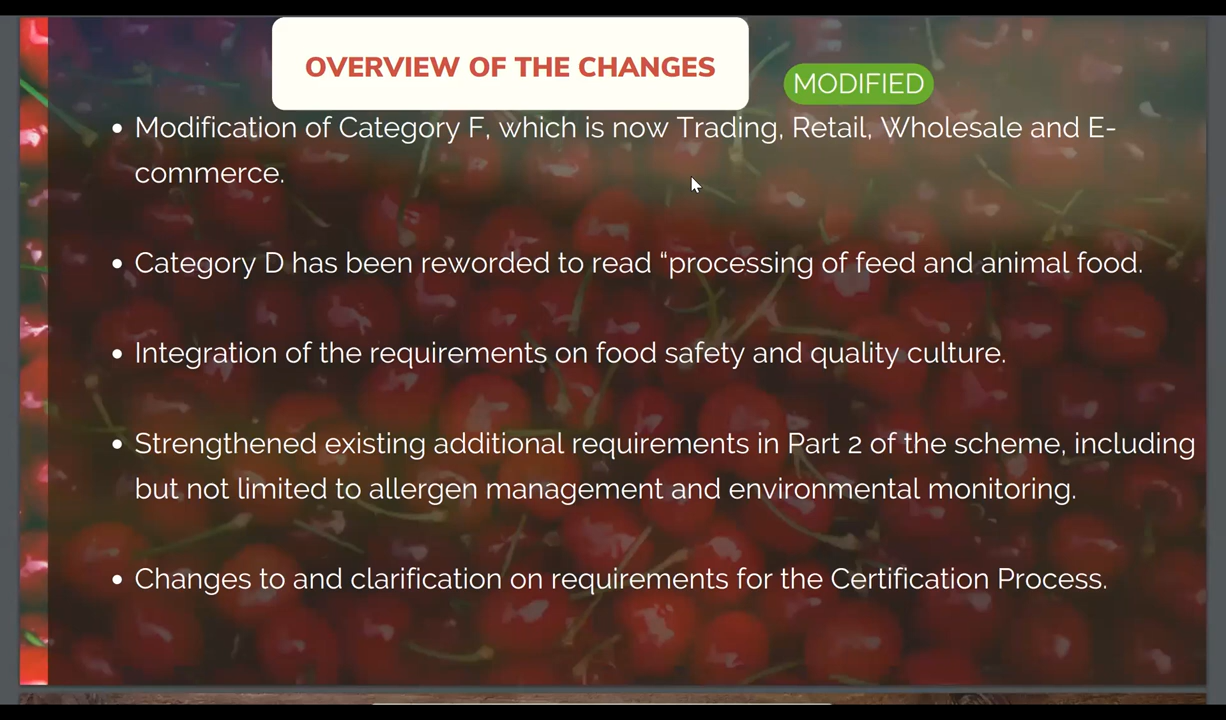 OVERVIEW OF THE CHANGES
MODIFIED
• Modification of Category F, which is now Trading, Retail, Wholesale and E-
commerce.
• Category D has been reworded to read “processing of feed and animal food.
• Integration of the requirements on food safety and quality culture.
• Strengthened existing additional requirements in Part 2 of the scheme, including
but not limited to allergen management and environmental monitoring.
• Changes to and clarification on requirements for the Certification Process.